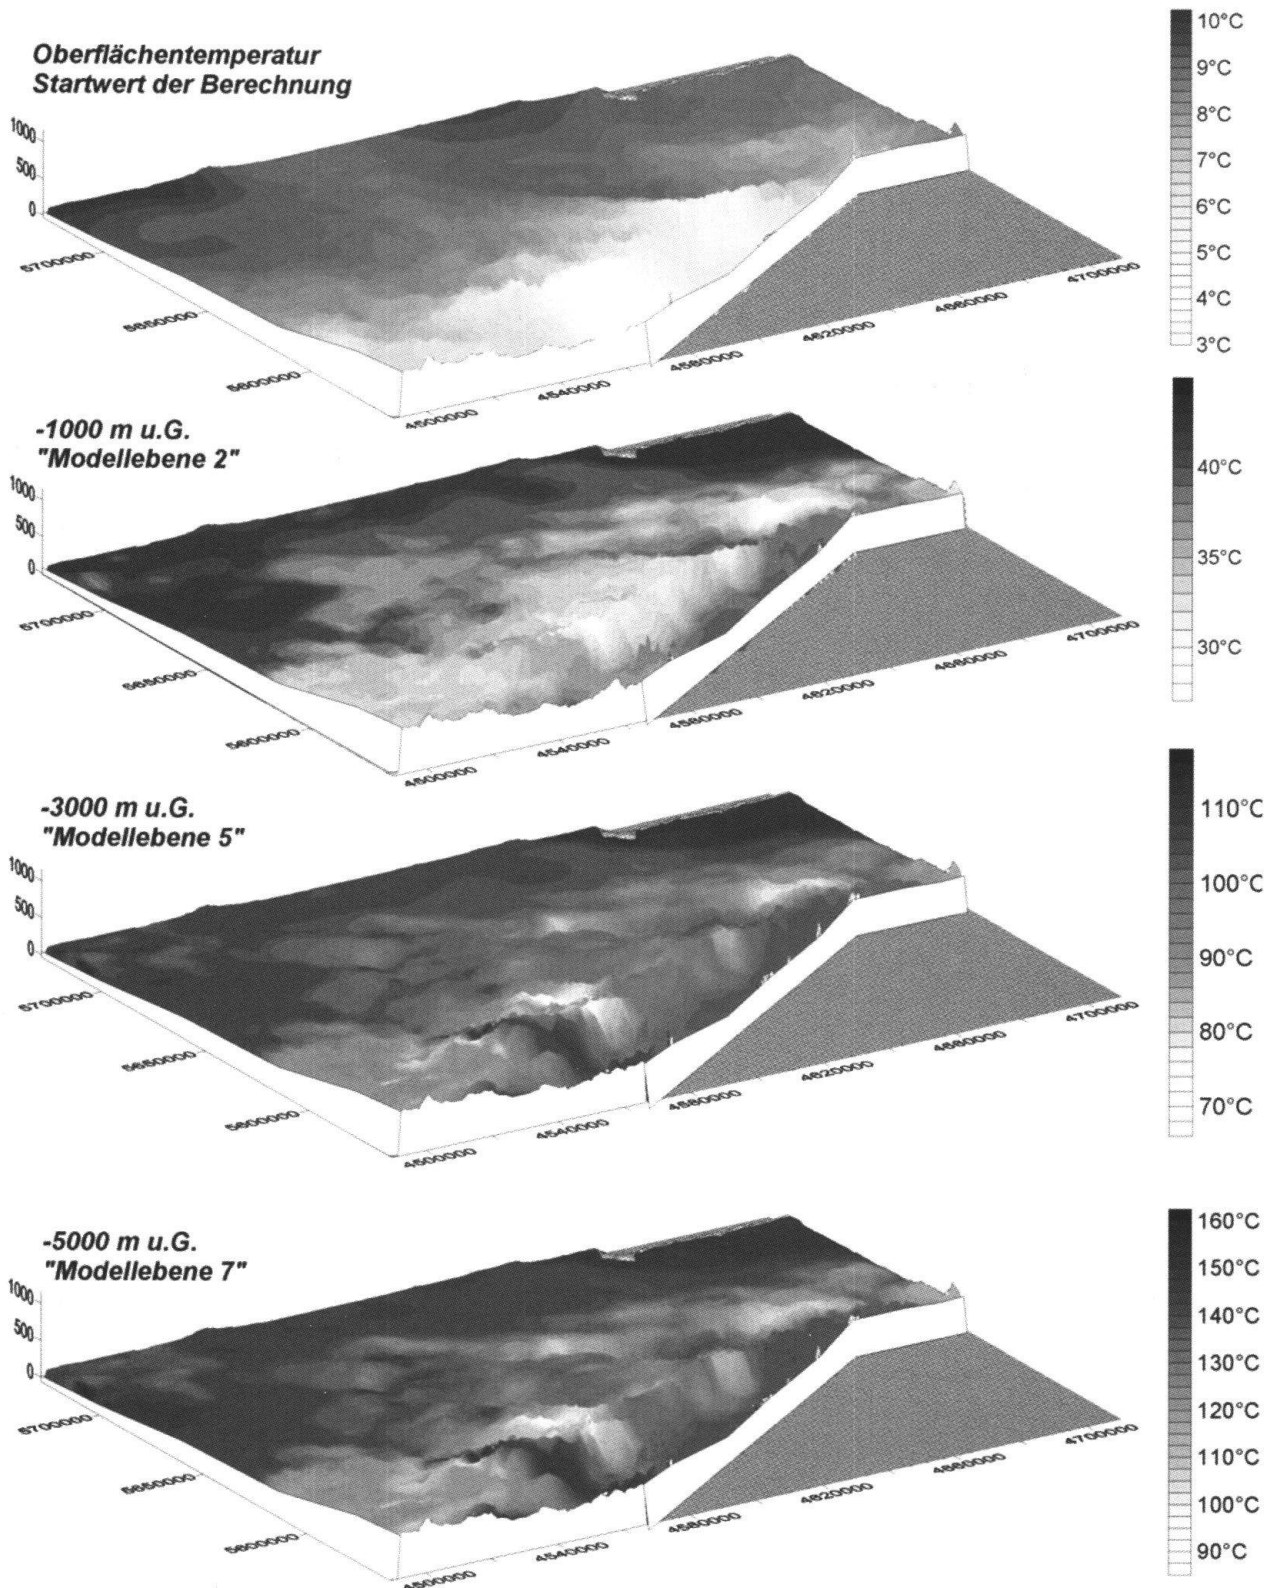 Oberflächentemperatur
Startwert der Berechnung
10°C
9°C
8°C
7°C
6°C
5°C
4°C
3°C
1000
500
0
5700000
5650000
5600000
4500000
4540000
4580000
4620000
4660000
4700000
-1000 m u.G.
"Modellebene 2"
40°C
35°C
30°C
1000
500
0
5700000
5650000
5600000
4500000
4540000
4580000
4620000
4660000
4700000
-3000 m u.G.
"Modellebene 5"
110°C
100°C
90°C
80°C
70°C
1000
500
0
5700000
5650000
5600000
4500000
4540000
4580000
4620000
4660000
4700000
-5000 m u.G.
"Modellebene 7"
160°C
150°C
140°C
130°C
120°C
110°C
100°C
90°C
1000
500
0
5700000
5650000
5600000
4500000
4540000
4580000
4620000
4660000
4700000